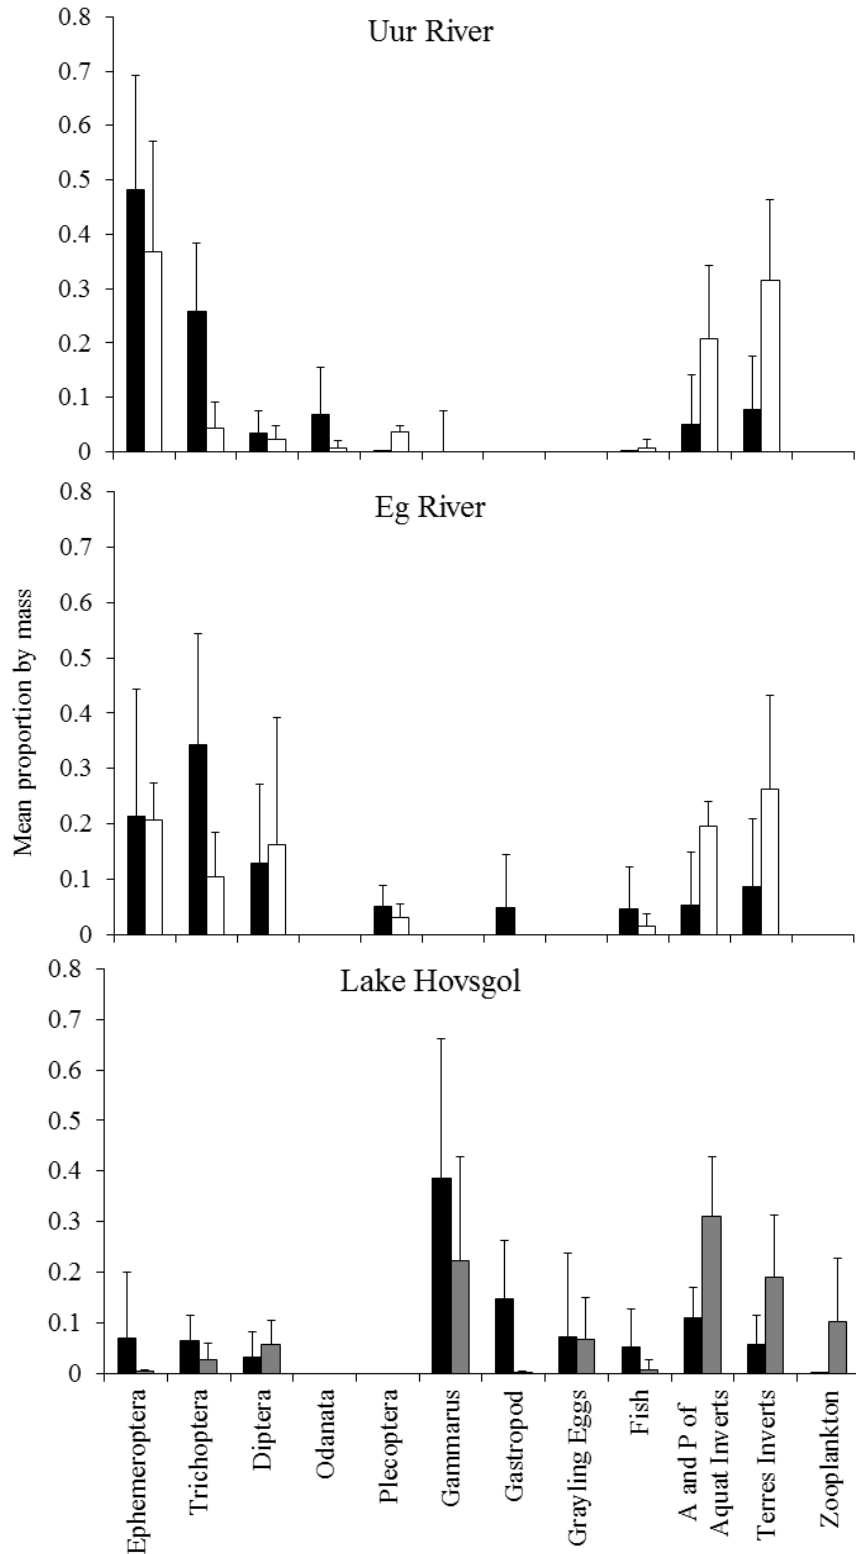 Uur River
0.8
0.7
0.6
0.5
0.4
0.3
0.2
0.1
0
Eg River
0.8
0.7
0.6
0.5
0.4
0.3
0.2
0.1
0
Mean proportion by mass
Lake Hovsgol
0.8
0.7
0.6
0.5
0.4
0.3
0.2
0.1
0
Ephemeroptera
Trichoptera
Diptera
Odanata
Plecoptera
Gammarus
Gastropod
Grayling Eggs
Fish
A and P of
Aquat Inverts
Terres Inverts
Zooplankton